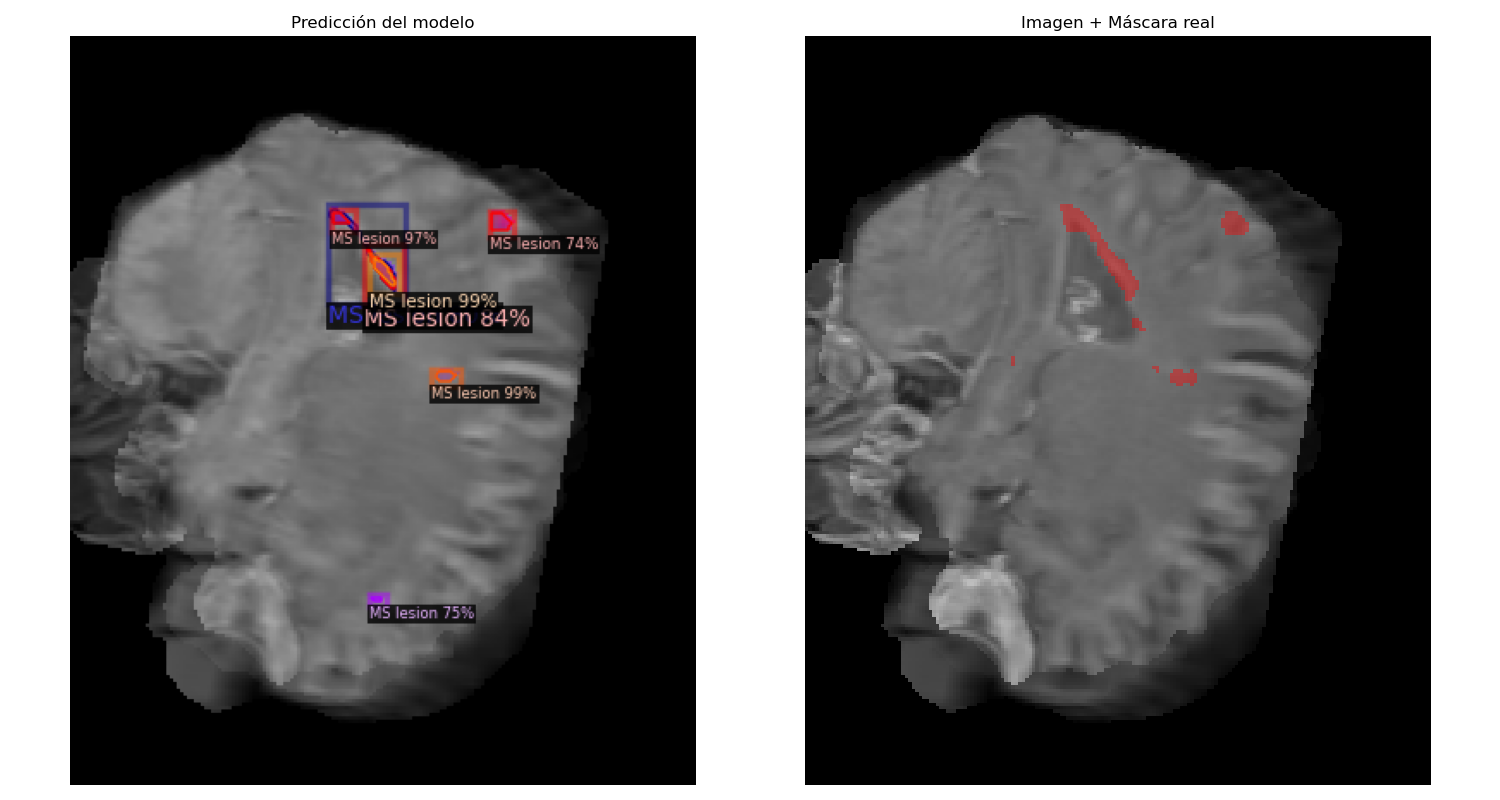 Predicción del modelo
Imagen + Máscara real
MS lesion 97%
MS lesion 74%
MS lesion 99%
MS
MS lesion 84%
MS lesion 99%
MS lesion 75%